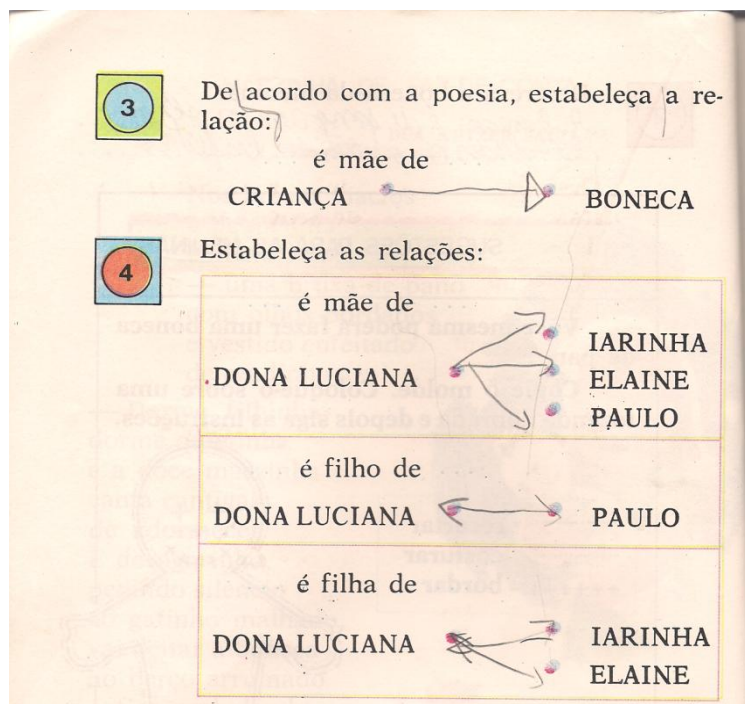 3
De acordo com a poesia, estabeleça a re-
lação:
é mãe de
CRIANÇA BONECA
4
Estabeleça as relações:
é mãe de
IARINHA
DONA LUCIANA ELAINE
PAULO
é filho de
DONA LUCIANA PAULO
é filha de
DONA LUCIANA IARINHA
ELAINE